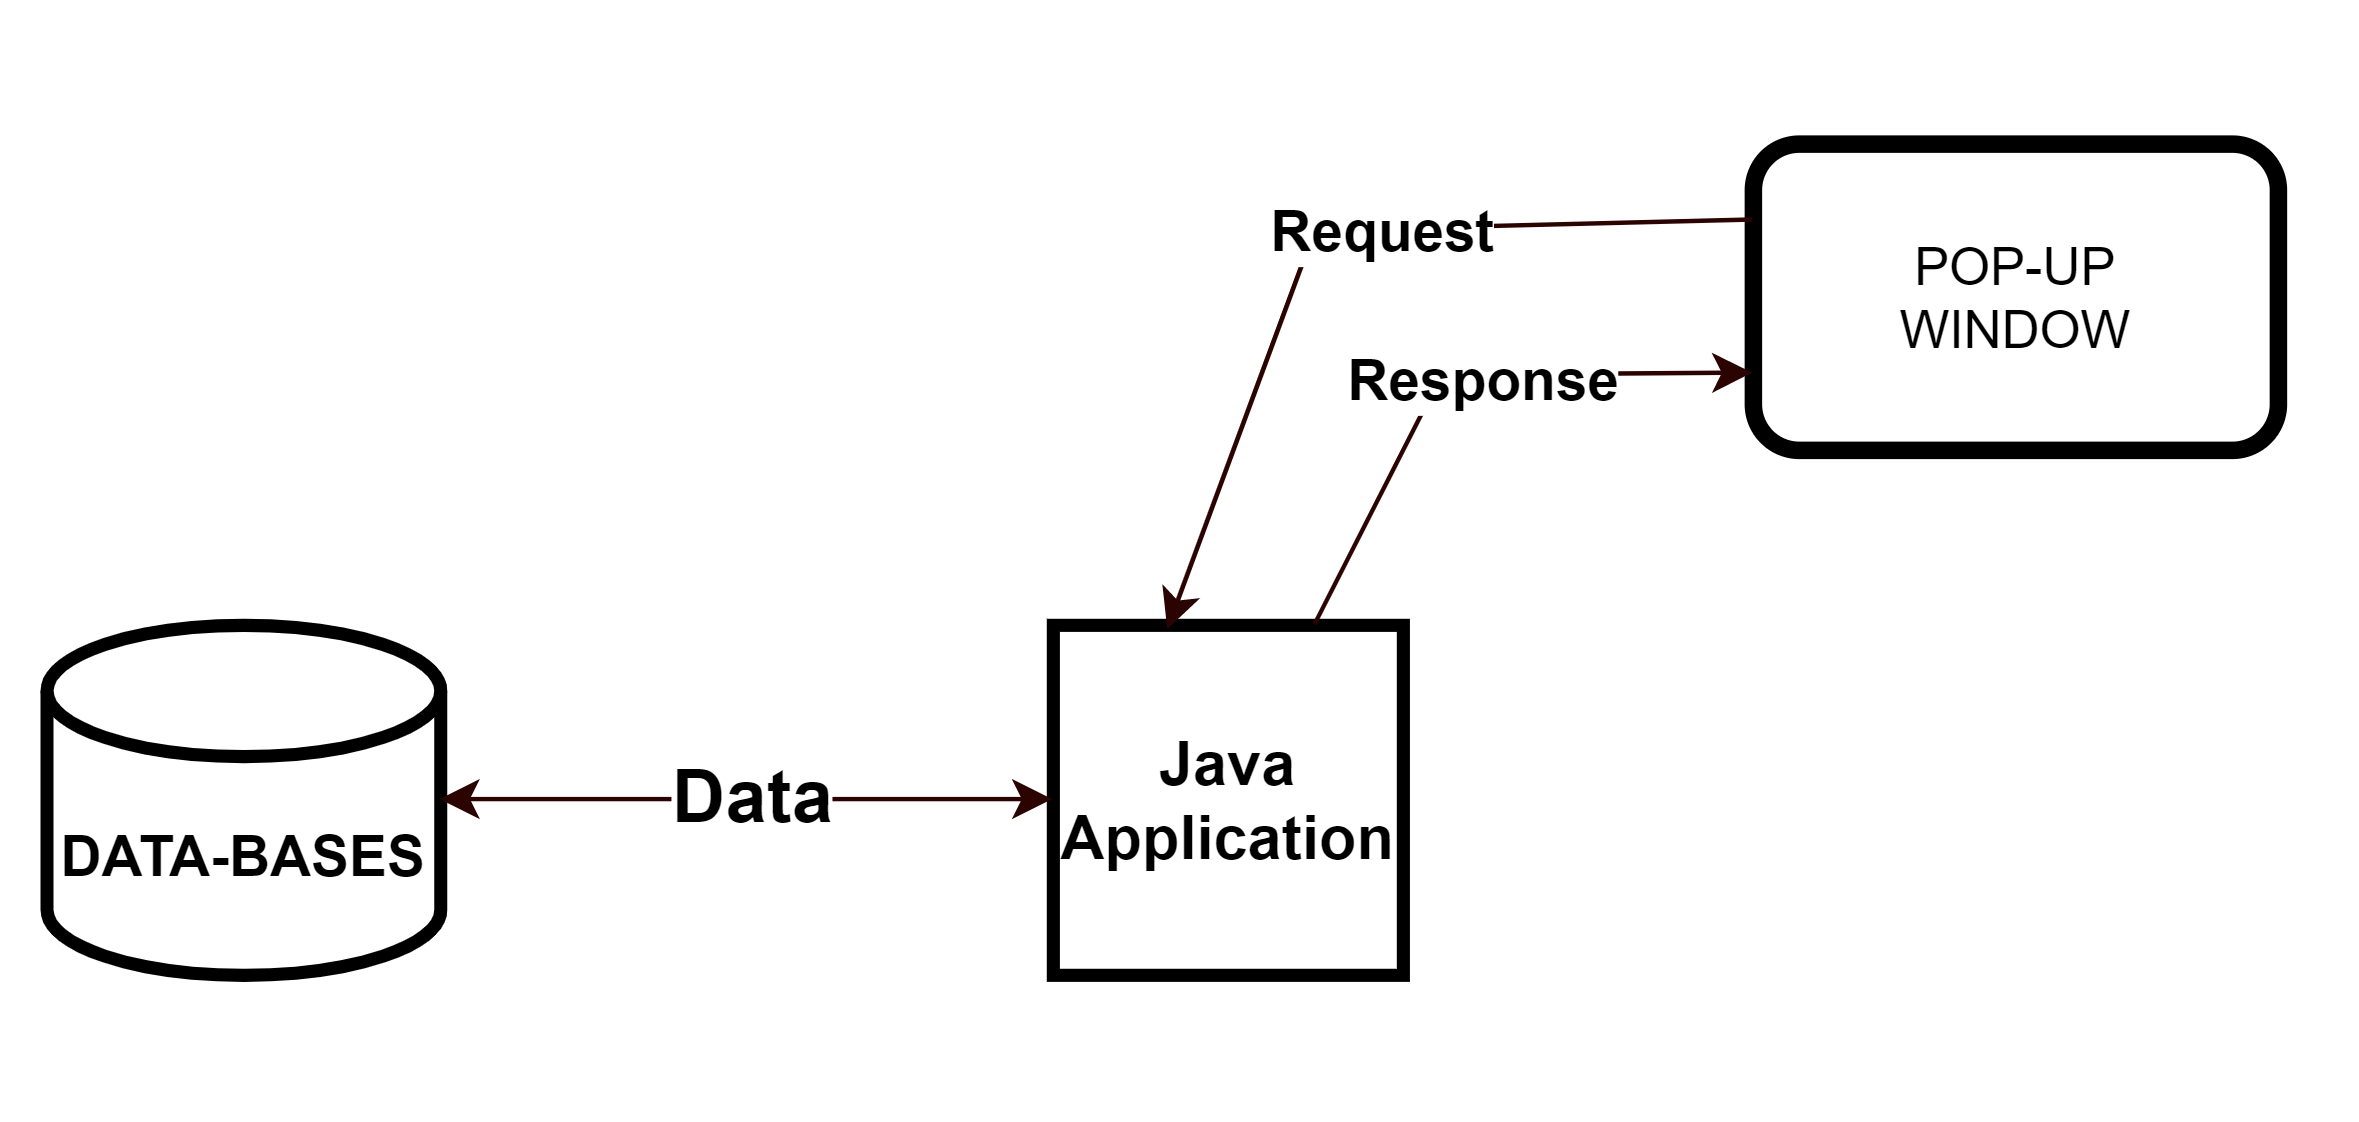 Request
POP-UP
WINDOW
Response
Data
Java
Application
DATA-BASES